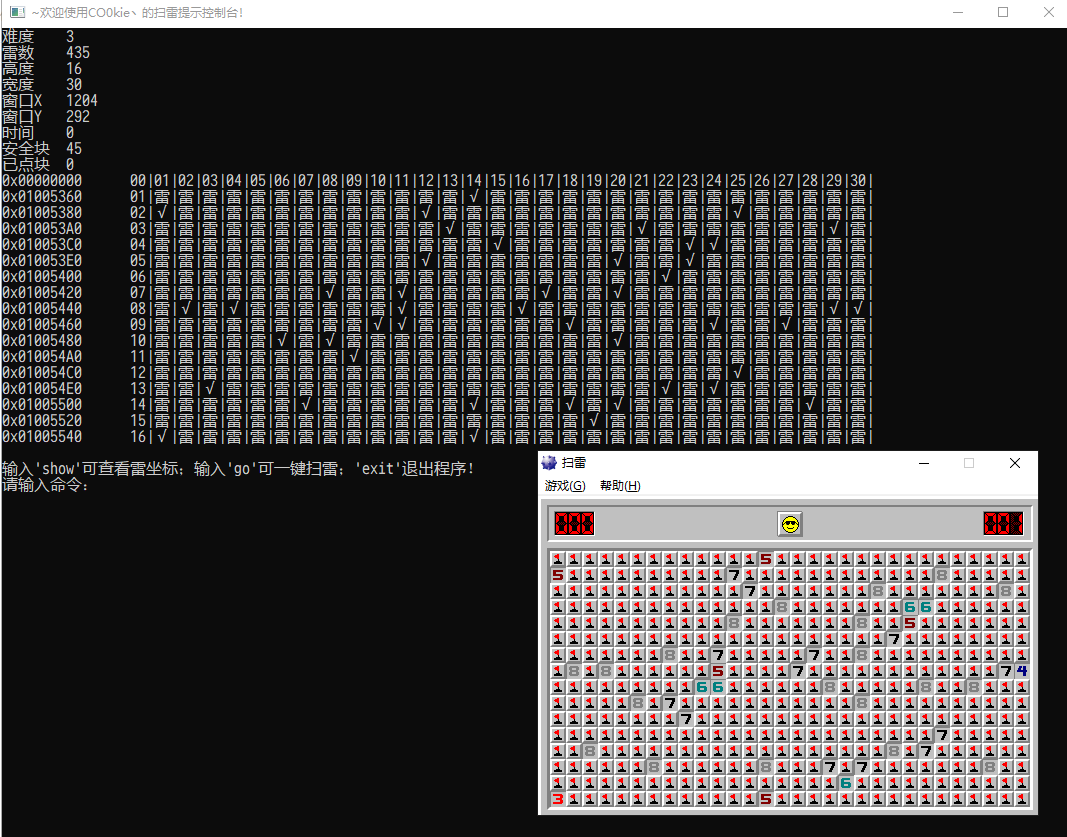 ~欢迎使用CO0kie丶的扫雷提示控制台!
难度 3
雷数 435
高度 16
宽度 30
窗口X 1204
窗口Y 292
时间 0
安全块 45
已点块 0
0x00000000 00|01|02|03|04|05|06|07|08|09|10|11|12|13|14|15|16|17|18|19|20|21|22|23|24|25|26|27|28|29|30|
0x01005360 01|雷|雷|雷|雷|雷|雷|雷|雷|雷|雷|雷|雷|雷|√|雷|雷|雷|雷|雷|雷|雷|雷|雷|雷|雷|雷|雷|雷|雷|雷|
0x01005380 02|√|雷|雷|雷|雷|雷|雷|雷|雷|雷|雷|√|雷|雷|雷|雷|雷|雷|雷|雷|雷|雷|雷|雷|√|雷|雷|雷|雷|雷|
0x010053A0 03|雷|雷|雷|雷|雷|雷|雷|雷|雷|雷|雷|雷|√|雷|雷|雷|雷|雷|雷|雷|√|雷|雷|雷|雷|雷|雷|雷|√|雷|
0x010053C0 04|雷|雷|雷|雷|雷|雷|雷|雷|雷|雷|雷|雷|雷|雷|√|雷|雷|雷|雷|雷|雷|雷|√|√|雷|雷|雷|雷|雷|雷|
0x010053E0 05|雷|雷|雷|雷|雷|雷|雷|雷|雷|雷|雷|√|雷|雷|雷|雷|雷|雷|雷|√|雷|雷|√|雷|雷|雷|雷|雷|雷|雷|
0x01005400 06|雷|雷|雷|雷|雷|雷|雷|雷|雷|雷|雷|雷|雷|雷|雷|雷|雷|雷|雷|雷|雷|√|雷|雷|雷|雷|雷|雷|雷|雷|
0x01005420 07|雷|雷|雷|雷|雷|雷|雷|√|雷|雷|√|雷|雷|雷|雷|雷|√|雷|雷|√|雷|雷|雷|雷|雷|雷|雷|雷|雷|雷|
0x01005440 08|雷|√|雷|√|雷|雷|雷|雷|雷|雷|√|雷|雷|雷|雷|√|雷|雷|雷|雷|雷|雷|雷|雷|雷|雷|雷|雷|√|√|
0x01005460 09|雷|雷|雷|雷|雷|雷|雷|雷|雷|√|√|雷|雷|雷|雷|雷|雷|√|雷|雷|雷|雷|雷|√|雷|雷|√|雷|雷|雷|
0x01005480 10|雷|雷|雷|雷|雷|√|雷|√|雷|雷|雷|雷|雷|雷|雷|雷|雷|雷|雷|√|雷|雷|雷|雷|雷|雷|雷|雷|雷|雷|
0x010054A0 11|雷|雷|雷|雷|雷|雷|雷|雷|√|雷|雷|雷|雷|雷|雷|雷|雷|雷|雷|雷|雷|雷|雷|雷|雷|雷|雷|雷|雷|雷|
0x010054C0 12|雷|雷|雷|雷|雷|雷|雷|雷|雷|雷|雷|雷|雷|雷|雷|雷|雷|雷|雷|雷|雷|雷|雷|雷|√|雷|雷|雷|雷|雷|
0x010054E0 13|雷|雷|√|雷|雷|雷|雷|雷|雷|雷|雷|雷|雷|雷|雷|雷|雷|雷|雷|雷|雷|√|雷|√|雷|雷|雷|雷|雷|雷|
0x01005500 14|雷|雷|雷|雷|雷|雷|√|雷|雷|雷|雷|雷|雷|√|雷|雷|雷|√|雷|√|雷|雷|雷|雷|雷|雷|雷|√|雷|雷|
0x01005520 15|雷|雷|雷|雷|雷|雷|雷|雷|雷|雷|雷|雷|雷|雷|雷|雷|雷|雷|√|雷|雷|雷|雷|雷|雷|雷|雷|雷|雷|雷|
0x01005540 16|√|雷|雷|雷|雷|雷|雷|雷|雷|雷|雷|雷|雷|√|雷|雷|雷|雷|雷|雷|雷|雷|雷|雷|雷|雷|雷|雷|雷|雷|
输入'show'可查看雷坐标; 输入'go'可一键扫雷; 'exit'退出程序!
请输入命令:
扫雷
游戏(G) 帮助(H)
5
5 7 8
7 8 8
8 6 6
8 8 5
7
8 7 7 8
8 8 5 7 7 4
6 6 8 8 8
8 7 8
7
7
8 8 7
8 8 7 7 8
6
3 5